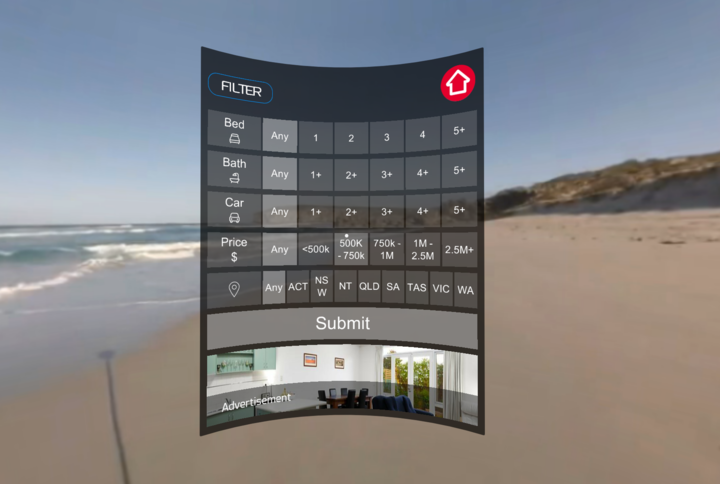 FILTER
Bed Any 1 2 3 4 5+
Bath Any 1+ 2+ 3+ 4+ 5+
Car Any 1+ 2+ 3+ 4+ 5+
Price $ Any <500k 500K - 750k 750k - 1M 1M - 2.5M 2.5M+
Any ACT NSW NT QLD SA TAS VIC WA
Submit
Advertisement